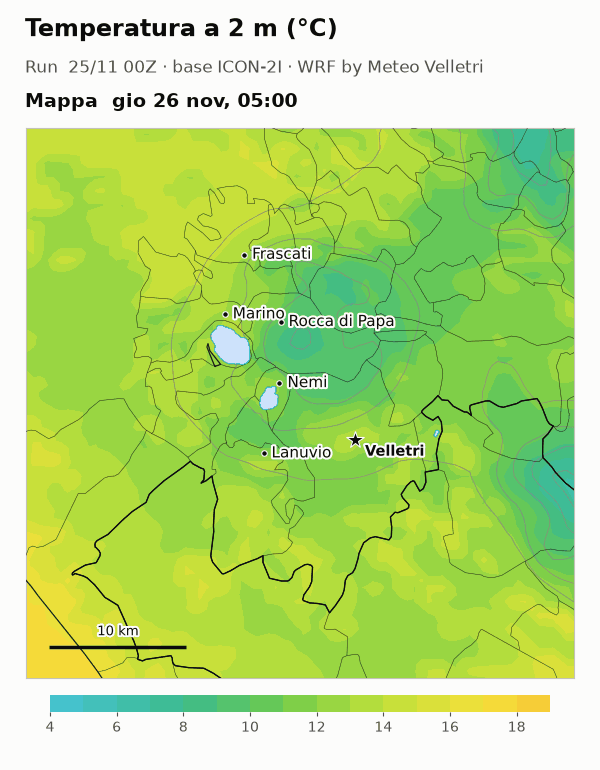 Temperatura a 2 m (°C)
Run  25/11 00Z · base ICON-2I · WRF by Meteo Velletri
Mappa  gio 26 nov, 05:00
Frascati
Marino
Rocca di Papa
Nemi
Velletri
Lanuvio
10 km
4 6 8 10 12 14 16 18